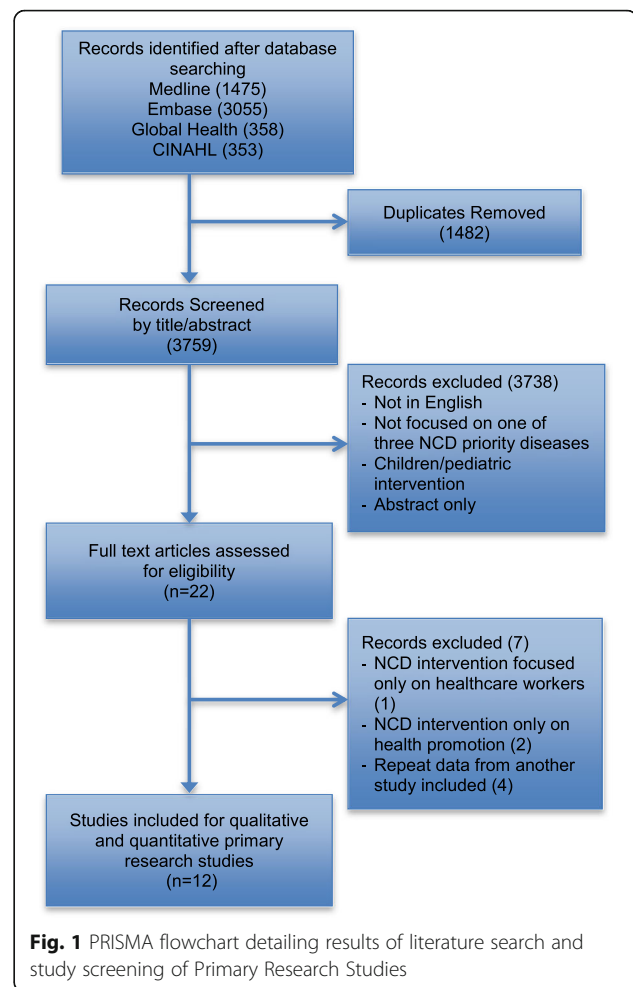 Records identified after database
searching
Medline (1475)
Embase (3055)
Global Health (358)
CINAHL (353)
Duplicates Removed
(1482)
Records Screened
by title/abstract
(3759)
Records excluded (3738)
- Not in English
- Not focused on one of
three NCD priority diseases
- Children/pediatric
intervention
- Abstract only
Full text articles assessed
for eligibility
(n=22)
Records excluded (7)
- NCD intervention focused
only on healthcare workers
(1)
- NCD intervention only on
health promotion (2)
- Repeat data from another
study included (4)
Studies included for qualitative
and quantitative primary
research studies
(n=12)
Fig. 1 PRISMA flowchart detailing results of literature search and
study screening of Primary Research Studies